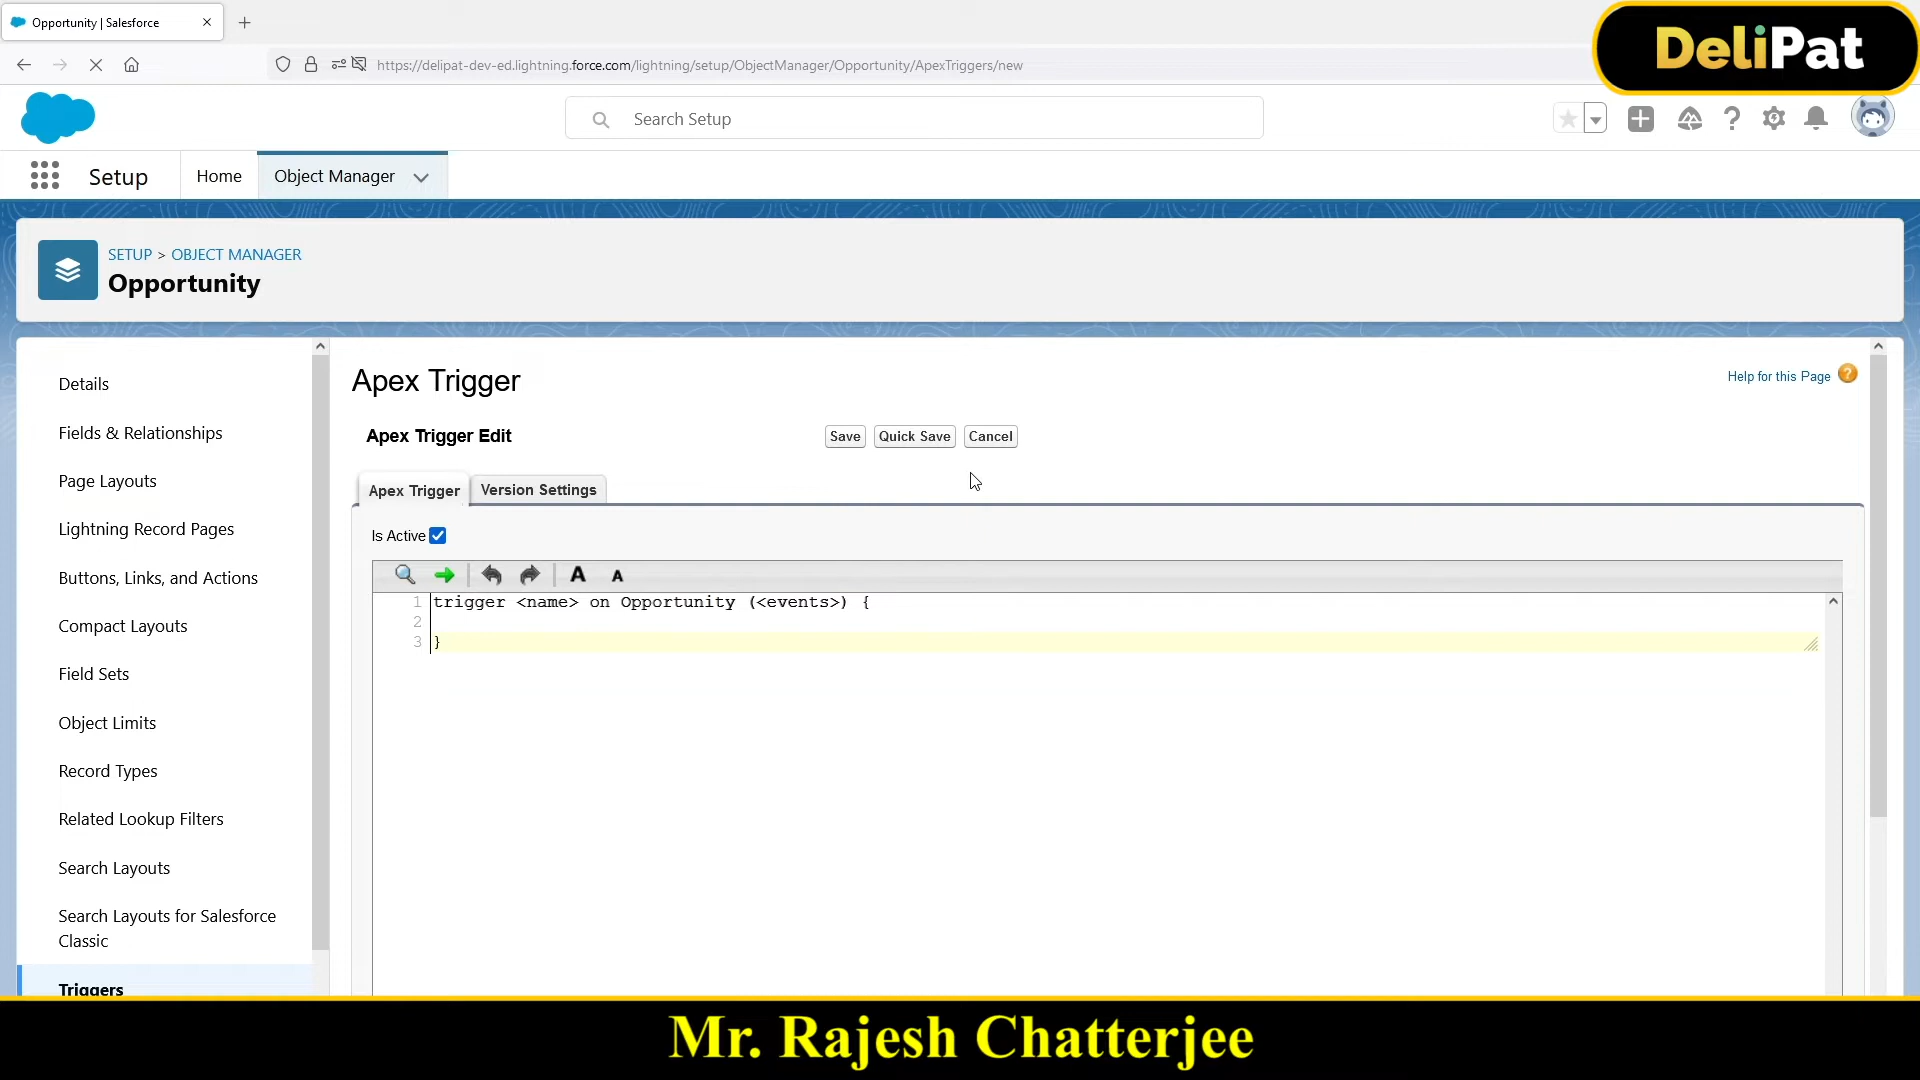 Opportunity | Salesforce
https://delipat-dev-ed.lightning.force.com/lightning/setup/ObjectManager/Opportunity/ApexTriggers/new
DeliPat
Search Setup
Setup
Home
Object Manager
SETUP > OBJECT MANAGER
Opportunity
Details
Fields & Relationships
Page Layouts
Lightning Record Pages
Buttons, Links, and Actions
Compact Layouts
Field Sets
Object Limits
Record Types
Related Lookup Filters
Search Layouts
Search Layouts for Salesforce
Classic
Triggers
Apex Trigger
Help for this Page
Apex Trigger Edit
Save
Quick Save
Cancel
Apex Trigger
Version Settings
Is Active
A A
1 trigger <name> on Opportunity (<events>) {
2
3 }
Mr. Rajesh Chatterjee